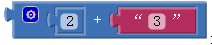 2 + “ 3 ”